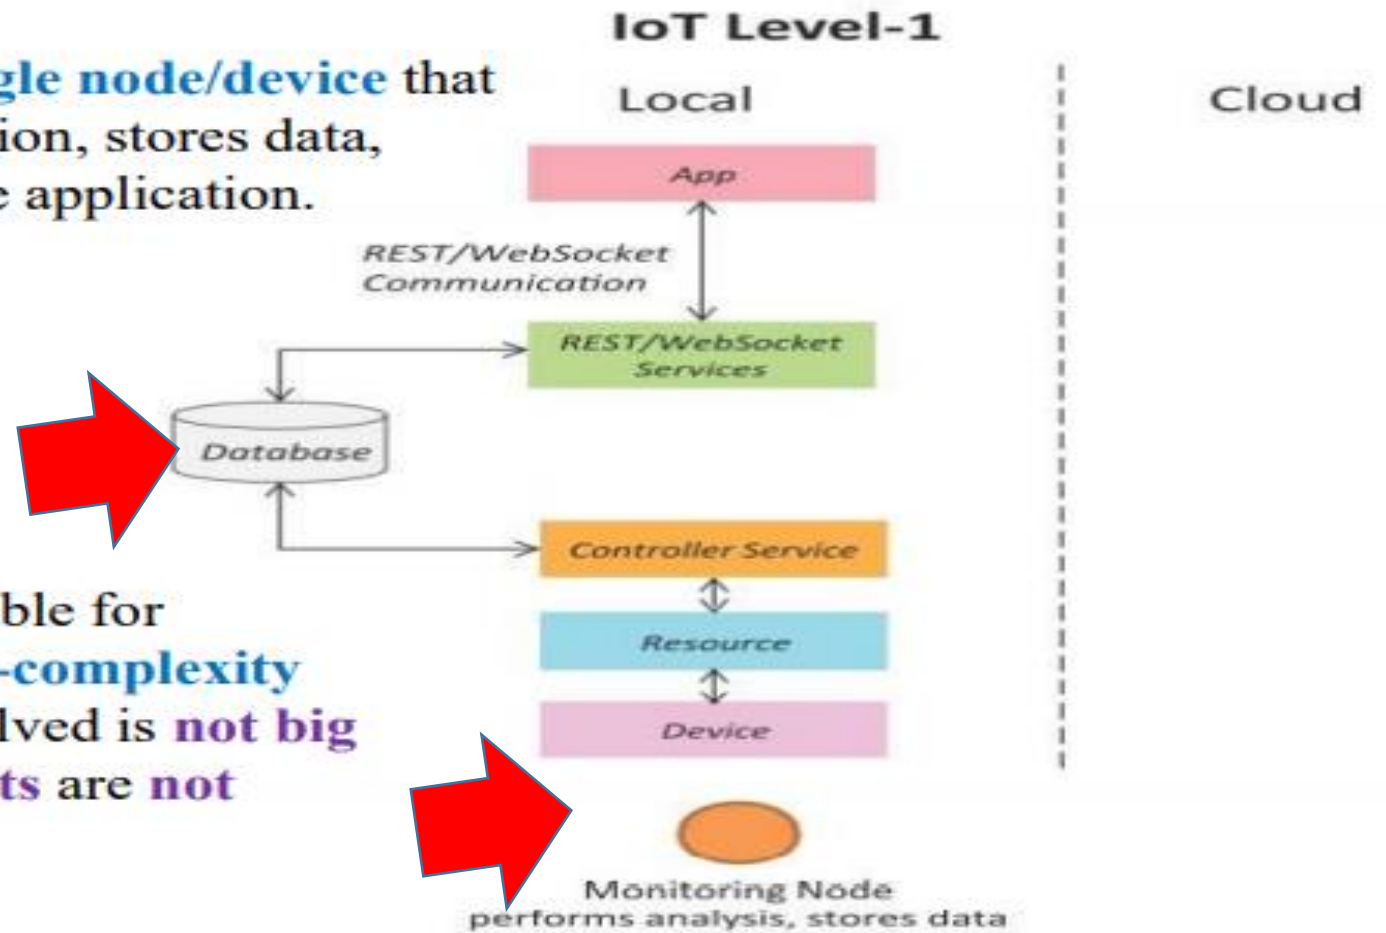 IoT Level-1
gle node/device that
ion, stores data,
e application.
Local
Cloud
App
REST/WebSocket
Communication
REST/WebSocket
Services
Database
Controller Service
ble for
-complexity
lved is not big
ts are not
Resource
Device
Monitoring Node
performs analysis, stores data